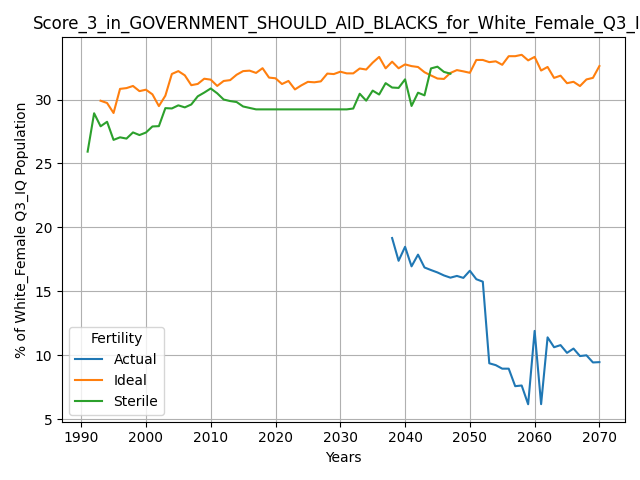 Score_3_in_GOVERNMENT_SHOULD_AID_BLACKS_for_White_Female_Q3_I
% of White_Female Q3_IQ Population
30
25
20
15
10
5
Fertility
Actual
Ideal
Sterile
1990 2000 2010 2020 2030 2040 2050 2060 2070
Years